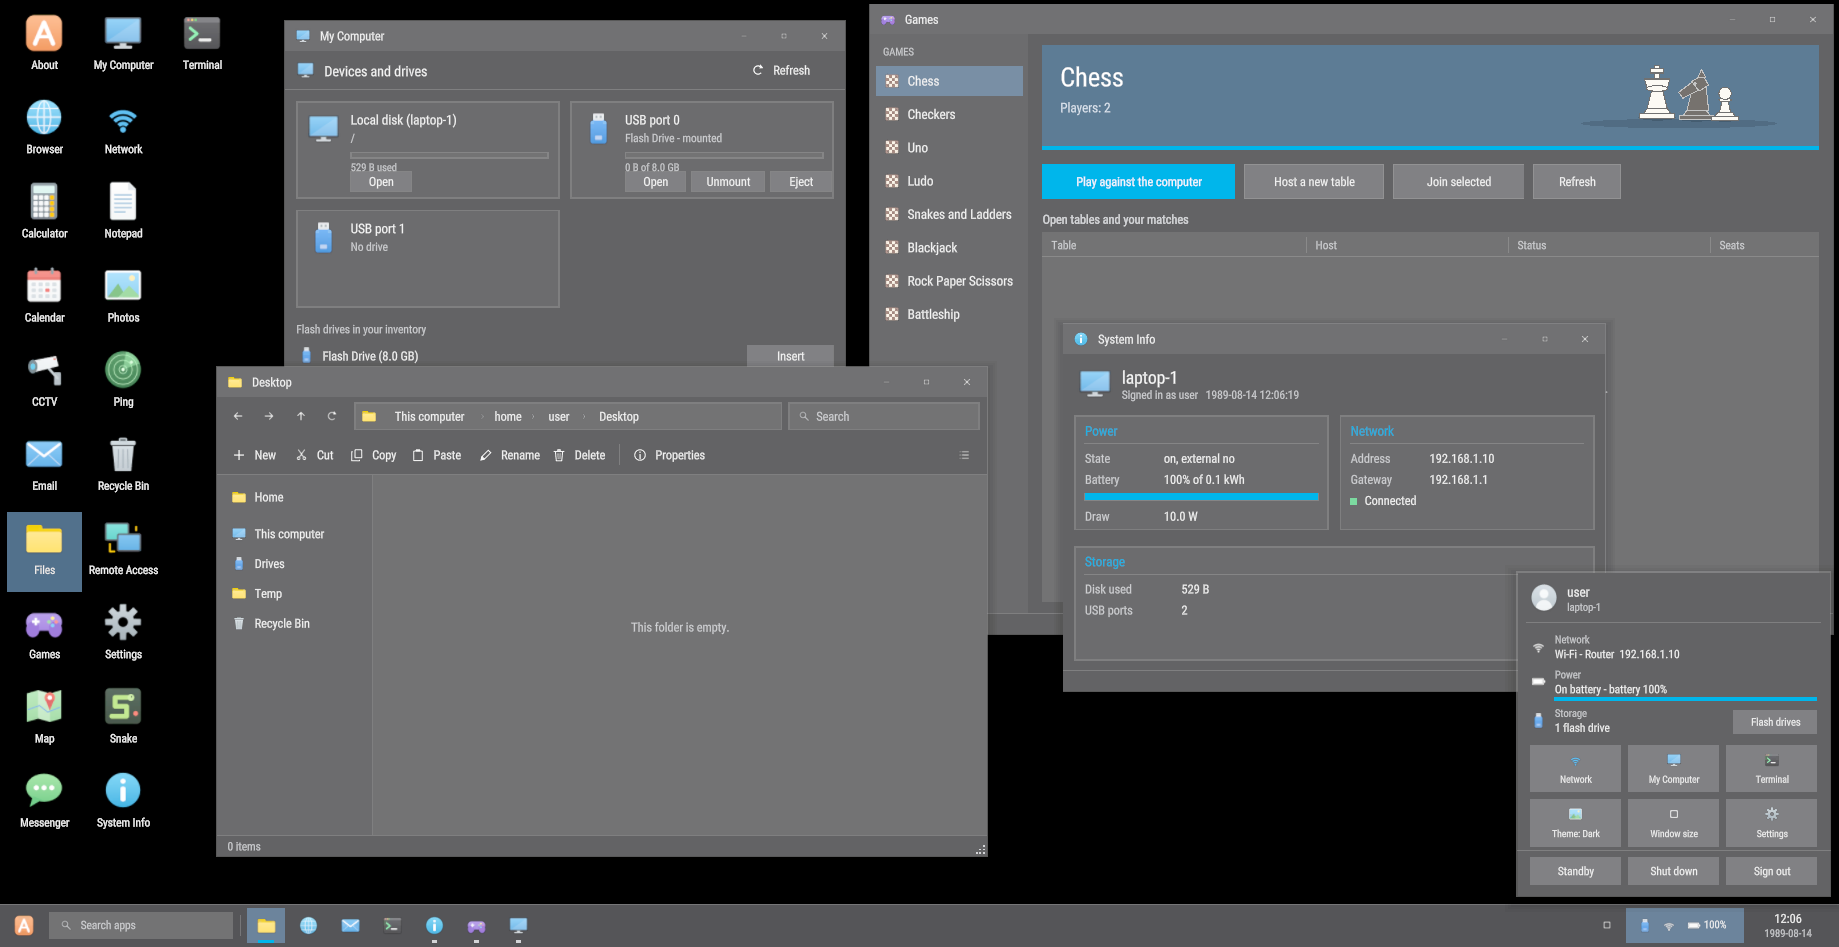 About
My Computer
Terminal
Browser
Network
Calculator
Notepad
Calendar
Photos
CCTV
Ping
Email
Recycle Bin
Files
Remote Access
Games
Settings
Map
Snake
Messenger
System Info
My Computer
Devices and drives
Refresh
Local disk (laptop-1)
/
529 B used
Open
USB port 0
Flash Drive - mounted
0 B of 8.0 GB
Open
Unmount
Eject
USB port 1
No drive
Flash drives in your inventory
Flash Drive (8.0 GB)
Insert
Games
GAMES
Chess
Checkers
Uno
Ludo
Snakes and Ladders
Blackjack
Rock Paper Scissors
Battleship
Chess
Players: 2
Play against the computer
Host a new table
Join selected
Refresh
Open tables and your matches
Table
Host
Status
Seats
Desktop
This computer
home
user
Desktop
Search
New
Cut
Copy
Paste
Rename
Delete
Properties
Home
This computer
Drives
Temp
Recycle Bin
This folder is empty.
0 items
System Info
laptop-1
Signed in as user 1989-08-14 12:06:19
Power
State on, external no
Battery 100% of 0.1 kWh
Draw 10.0 W
Network
Address 192.168.1.10
Gateway 192.168.1.1
Connected
Storage
Disk used 529 B
USB ports 2
user
laptop-1
Network
Wi-Fi - Router 192.168.1.10
Power
On battery - battery 100%
Storage
1 flash drive
Flash drives
Network
My Computer
Terminal
Theme: Dark
Window size
Settings
Standby
Shut down
Sign out
Search apps
100%
12:06
1989-08-14